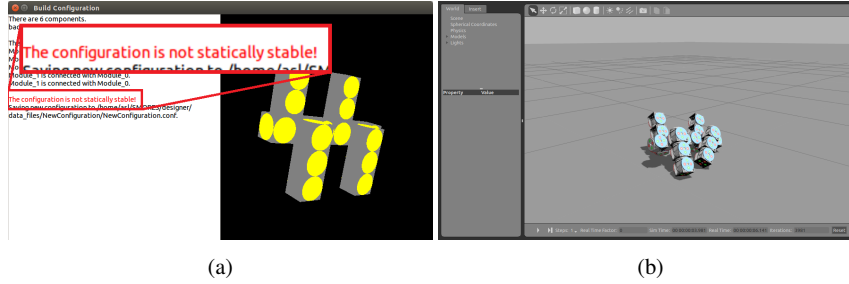 Build Configuration
There are 6 components.
The configuration is not statically stable!
Saving new configuration to /home/asl/SM
Module_1 is connected with Module_0.
Module_1 is connected with Module_0.
The configuration is not statically stable!
Saving new configuration to /home/asl/SMORES/designer/
data_files/NewConfiguration/NewConfiguration.conf.
World Insert
Scene
Spherical Coordinates
Physics
Models
Lights
Property Value
Steps: Real Time Factor: Sim Time: Real Time: Iterations: Reset
(a)
(b)